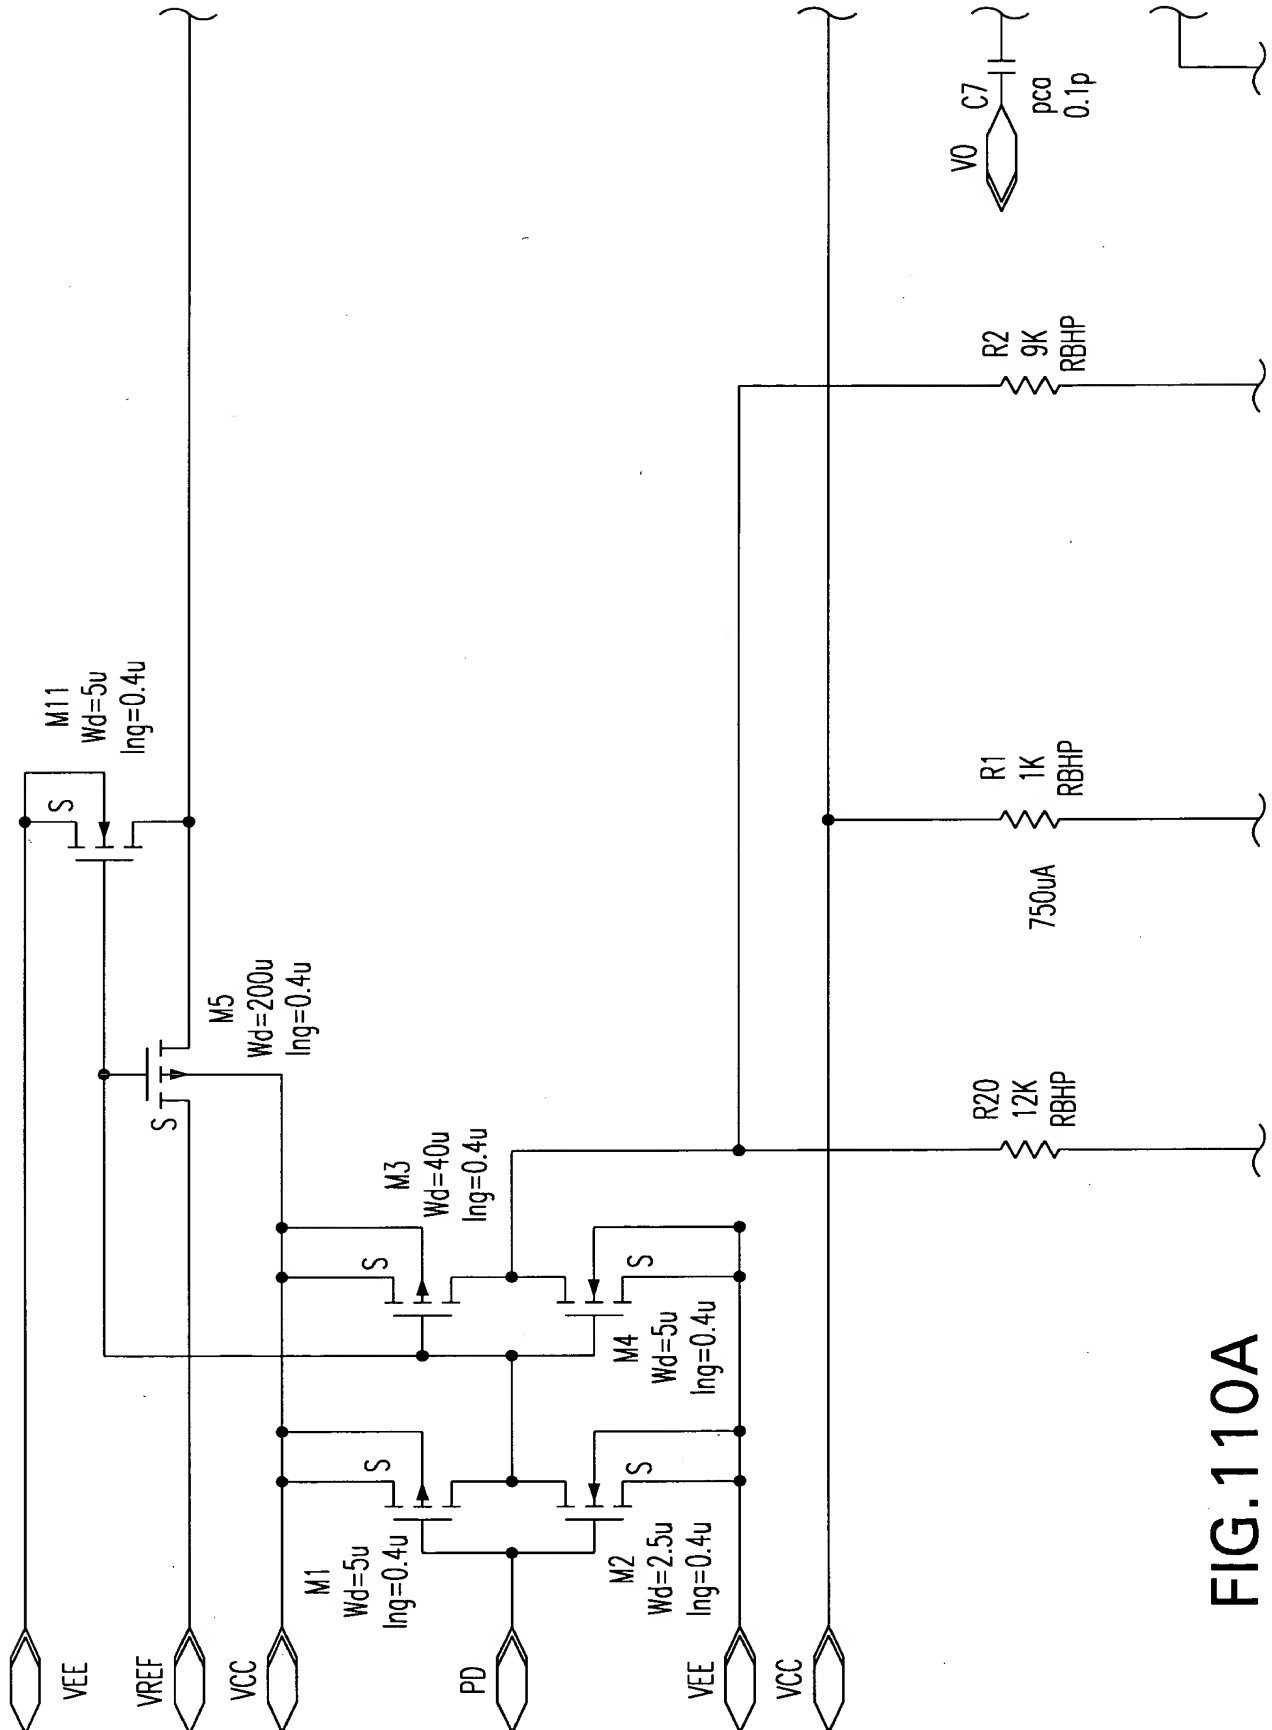 VEE
VREF
VCC
PD
VEE
VCC
M1
Wd=5u
lng=0.4u
S
M2
Wd=2.5u
lng=0.4u
S
M3
Wd=40u
lng=0.4u
S
M4
Wd=5u
lng=0.4u
S
M5
Wd=200u
lng=0.4u
S
M11
Wd=5u
lng=0.4u
S
R20
12K
RBHP
750uA
R1
1K
RBHP
R2
9K
RBHP
VO
C7
pca
0.1p
FIG.110A